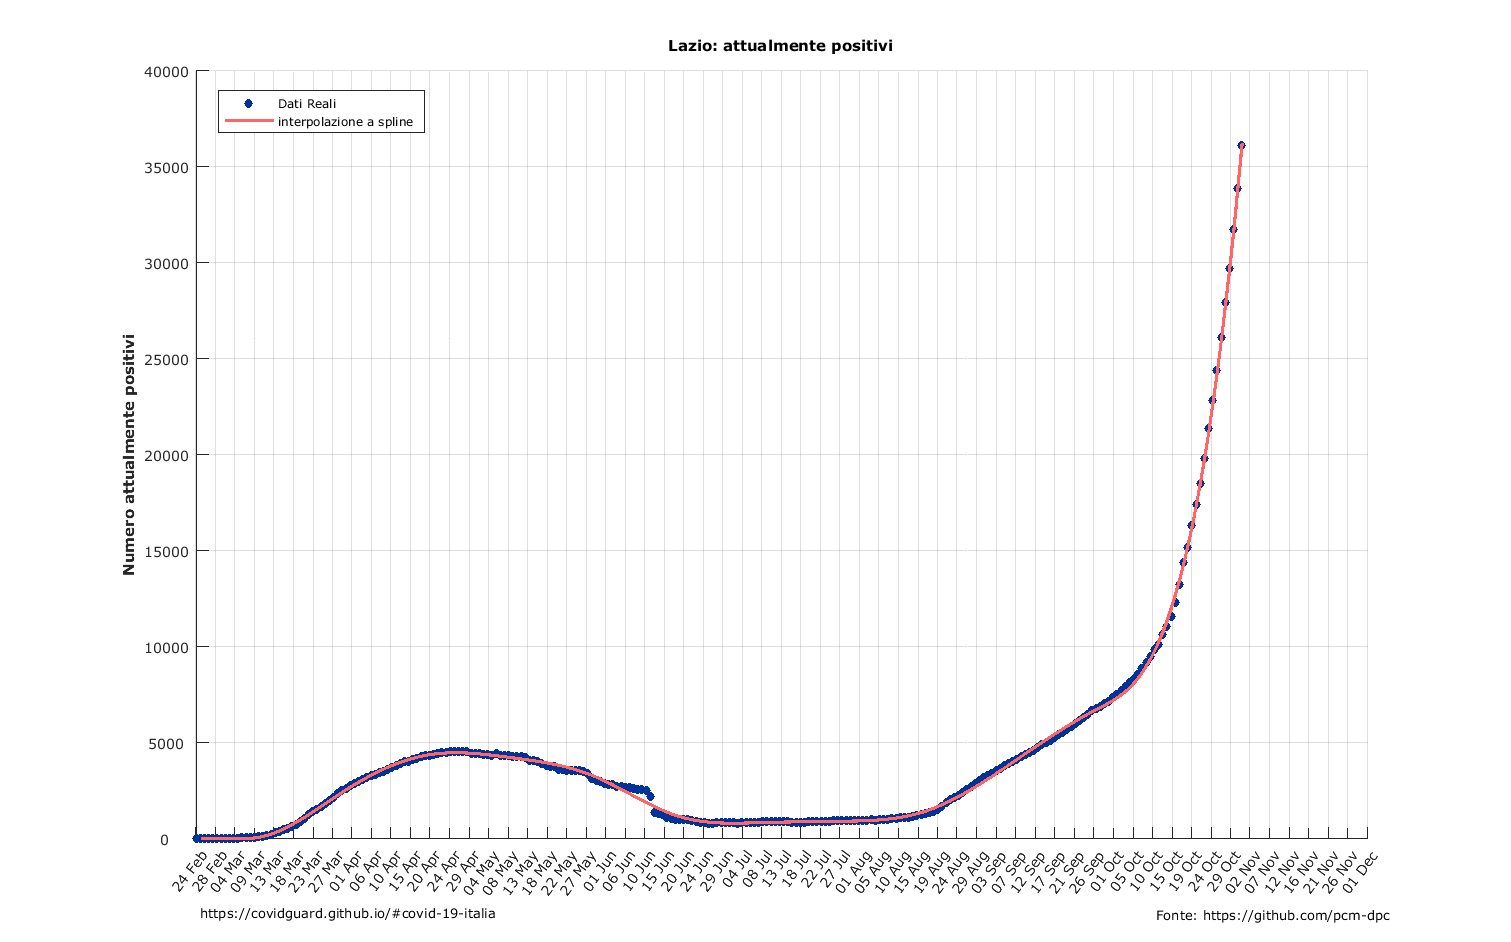 Lazio: attualmente positivi
40000
35000
30000
25000
20000
15000
10000
5000
0
Numero attualmente positivi
Dati Reali
interpolazione a spline
24 Feb
28 Feb
04 Mar
09 Mar
13 Mar
18 Mar
23 Mar
27 Mar
01 Apr
06 Apr
10 Apr
15 Apr
20 Apr
24 Apr
29 Apr
04 May
08 May
13 May
18 May
22 May
27 May
01 Jun
06 Jun
10 Jun
15 Jun
20 Jun
24 Jun
29 Jun
04 Jul
08 Jul
13 Jul
18 Jul
22 Jul
27 Jul
01 Aug
05 Aug
10 Aug
15 Aug
19 Aug
24 Aug
29 Aug
03 Sep
07 Sep
12 Sep
17 Sep
21 Sep
26 Sep
01 Oct
05 Oct
10 Oct
15 Oct
19 Oct
24 Oct
29 Oct
02 Nov
07 Nov
12 Nov
16 Nov
21 Nov
26 Nov
01 Dec
https://covidguard.github.io/#covid-19-italia
Fonte: https://github.com/pcm-dpc